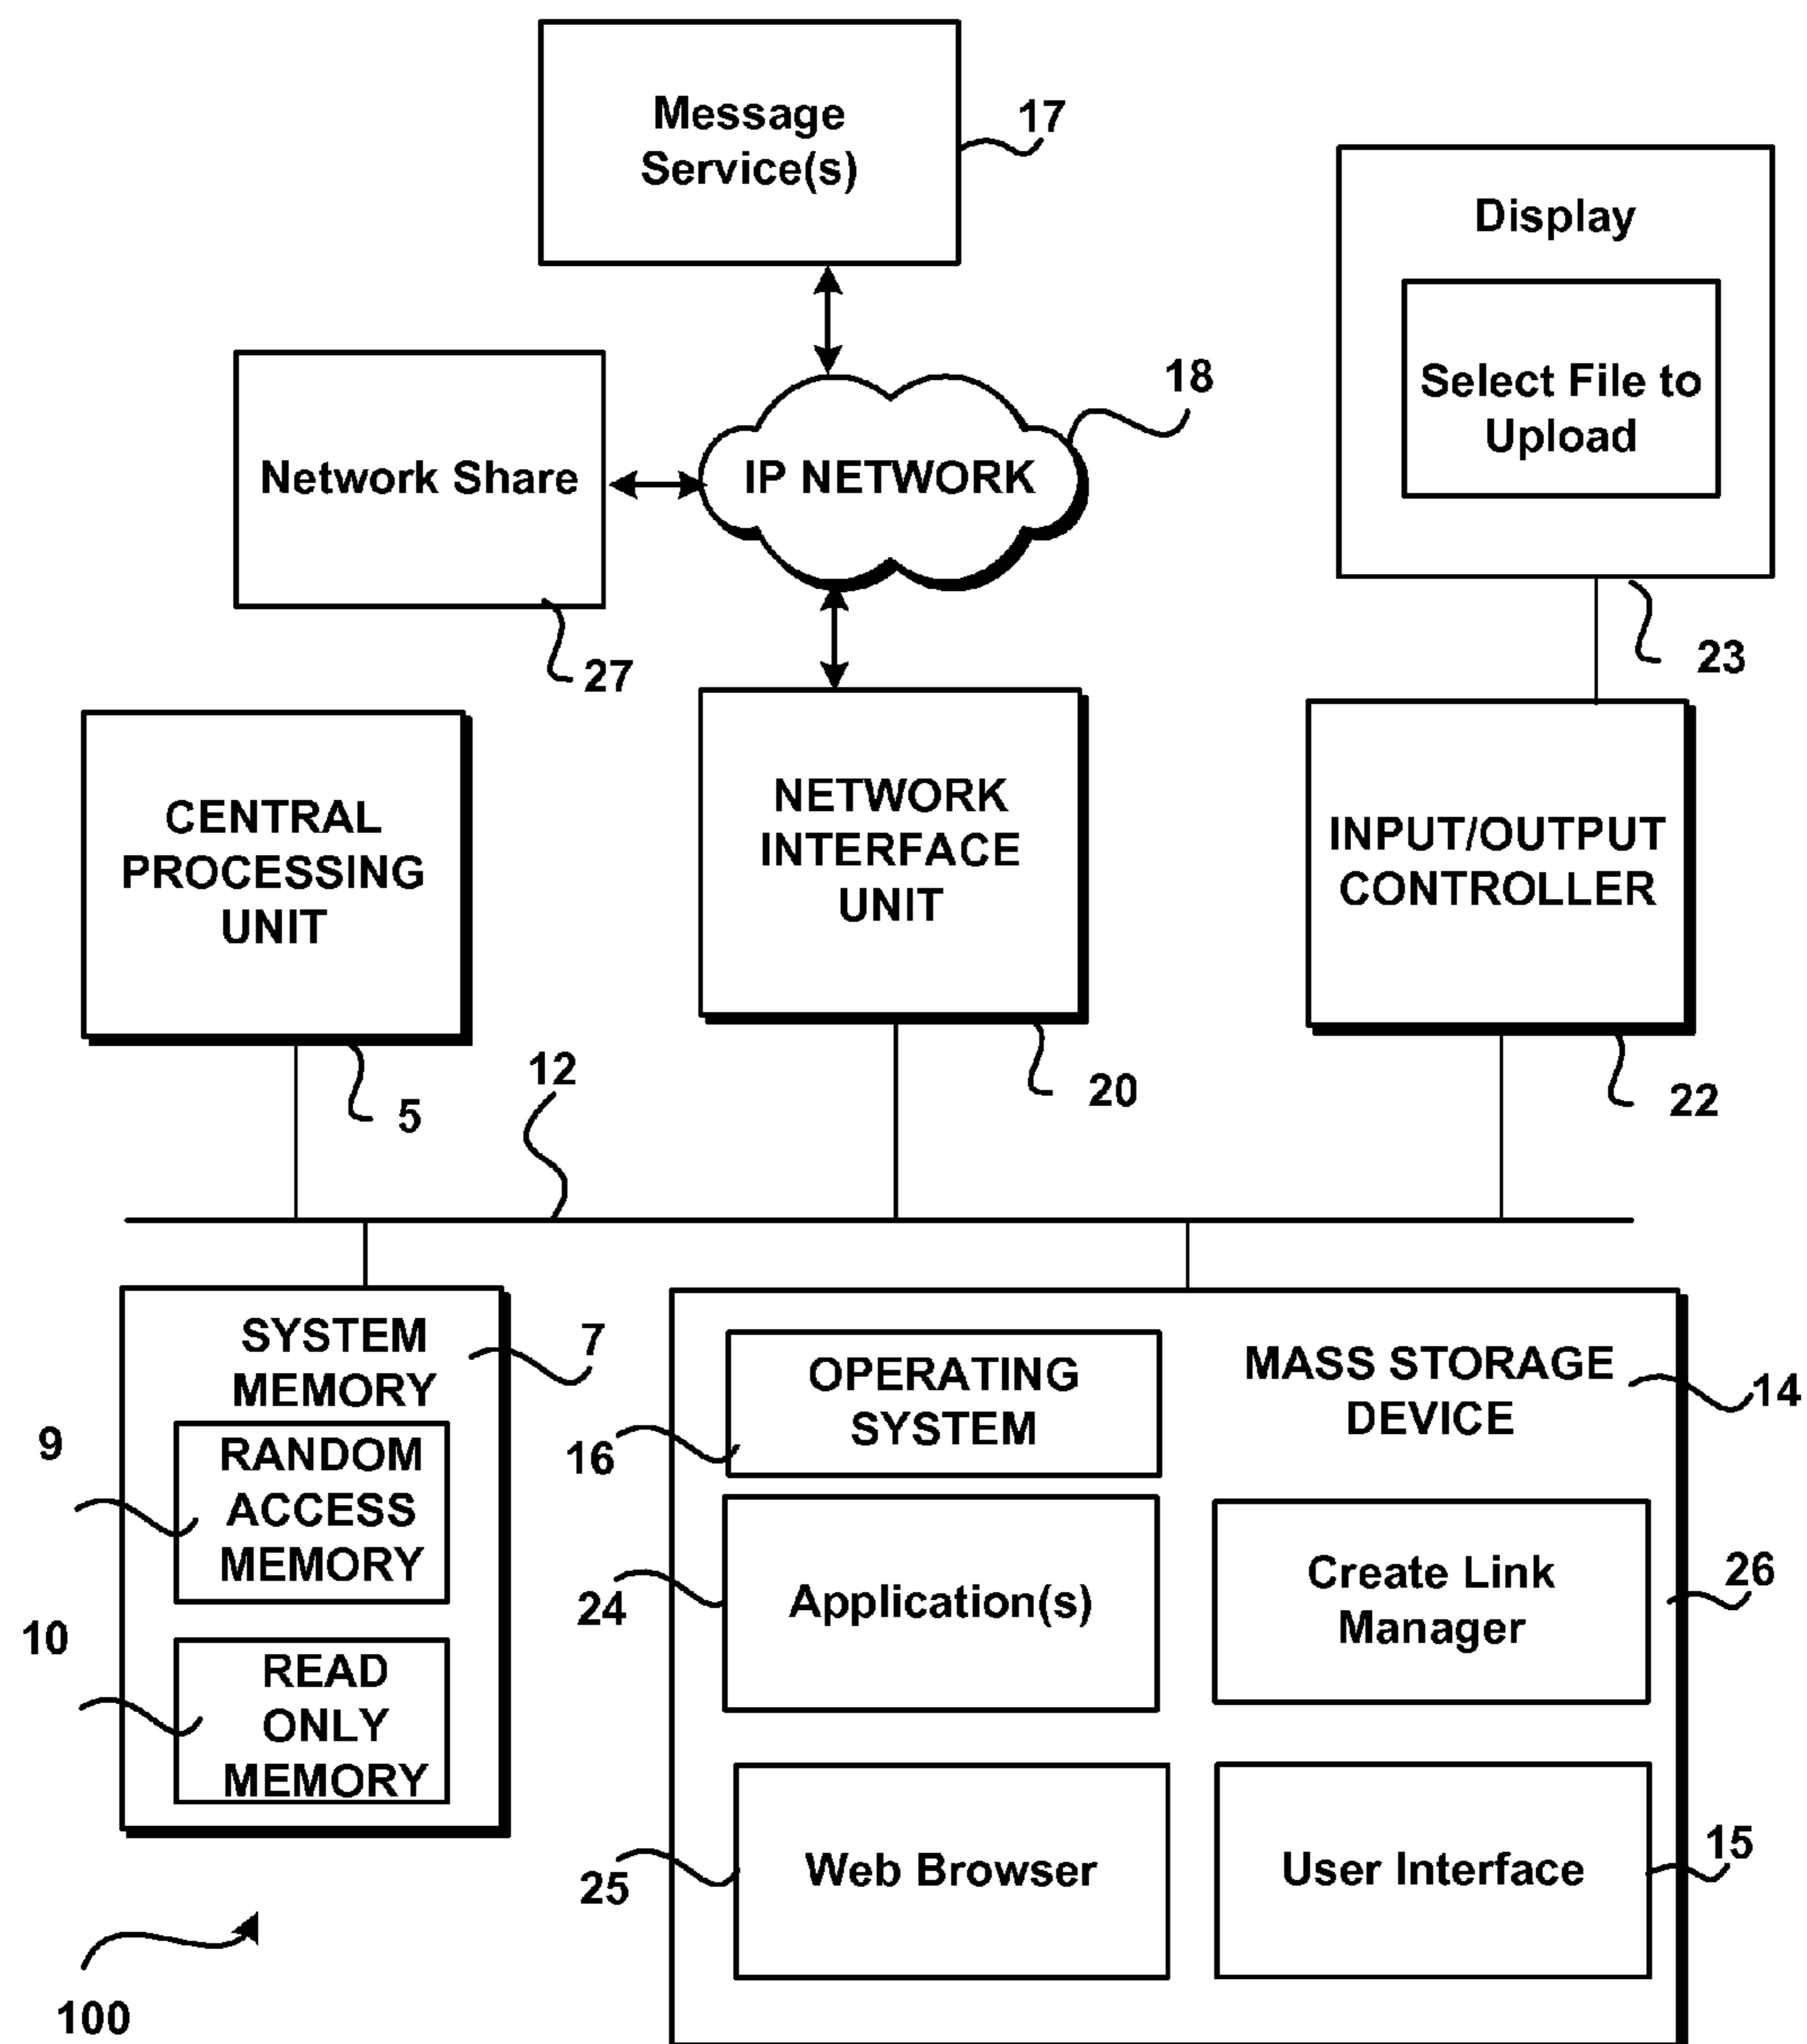 Message
Service(s)
17
Display
Select File to
Upload
23
Network Share
27
IP NETWORK
18
CENTRAL
PROCESSING
UNIT
5
NETWORK
INTERFACE
UNIT
20
INPUT/OUTPUT
CONTROLLER
22
12
SYSTEM
MEMORY
7
9
RANDOM
ACCESS
MEMORY
10
READ
ONLY
MEMORY
MASS STORAGE
DEVICE
14
OPERATING
SYSTEM
16
Application(s)
24
Create Link
Manager
26
Web Browser
25
User Interface
15
100